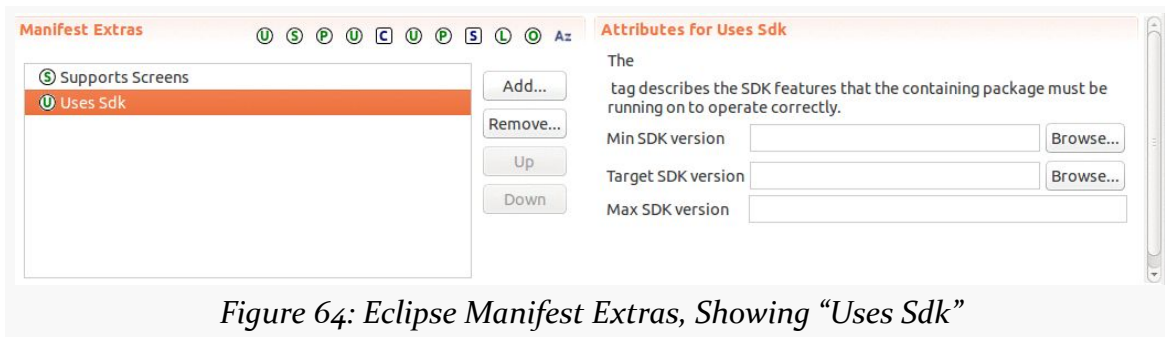 Manifest Extras
U S P U C U P S L O Az
S Supports Screens
U Uses Sdk
Add...
Remove...
Up
Down
Attributes for Uses Sdk
The
tag describes the SDK features that the containing package must be
running on to operate correctly.
Min SDK version
Browse...
Target SDK version
Browse...
Max SDK version
Figure 64: Eclipse Manifest Extras, Showing “Uses Sdk”